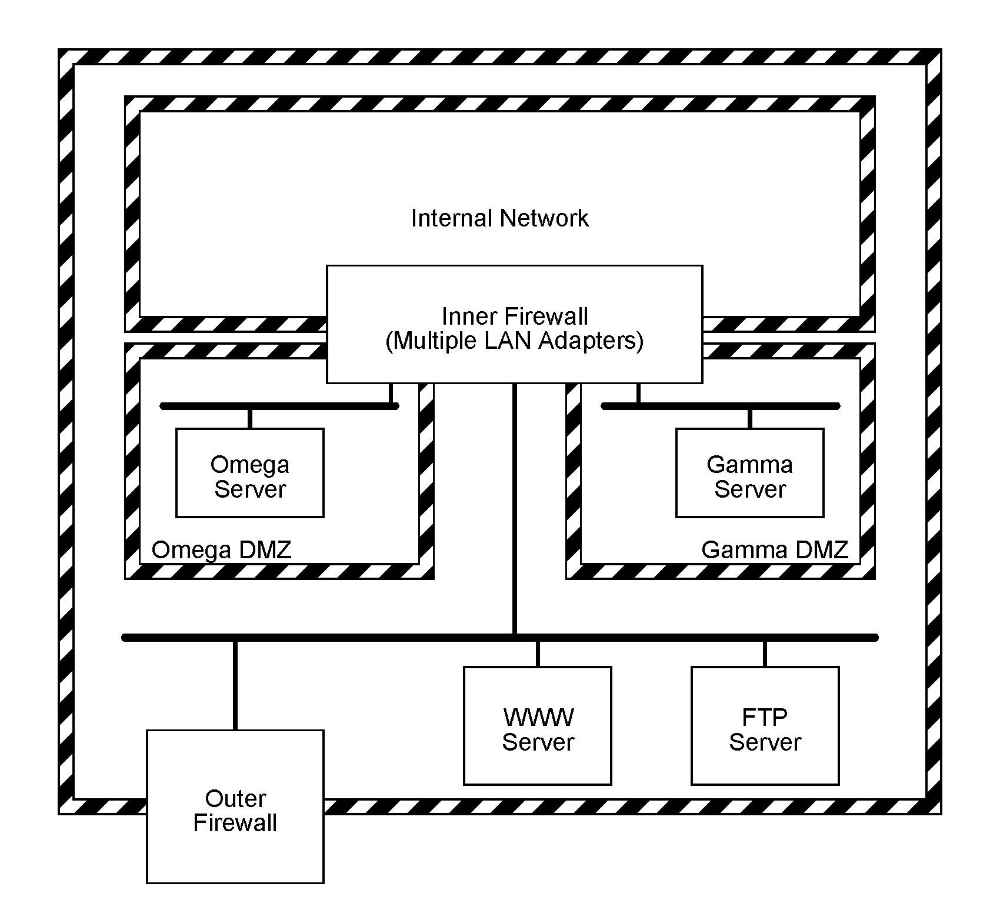 Internal Network
Inner Firewall
(Multiple LAN Adapters)
Omega
Server
Gamma
Server
Omega DMZ
Gamma DMZ
WWW
Server
FTP
Server
Outer
Firewall